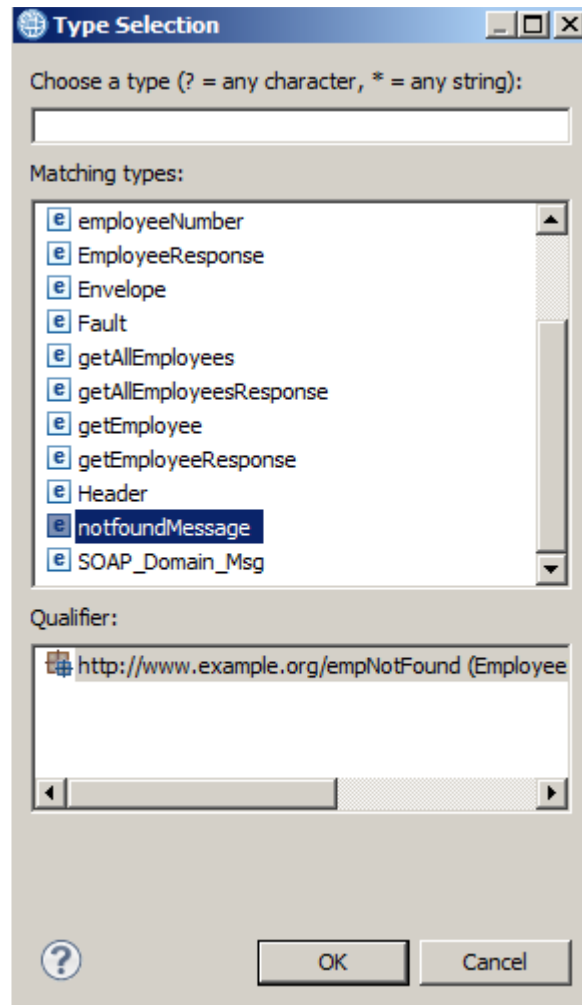 Type Selection
Choose a type (? = any character, * = any string):
Matching types:
employeeNumber
EmployeeResponse
Envelope
Fault
getAllEmployees
getAllEmployeesResponse
getEmployee
getEmployeeResponse
Header
notfoundMessage
SOAP_Domain_Msg
Qualifier:
http://www.example.org/empNotFound (Employee
OK Cancel